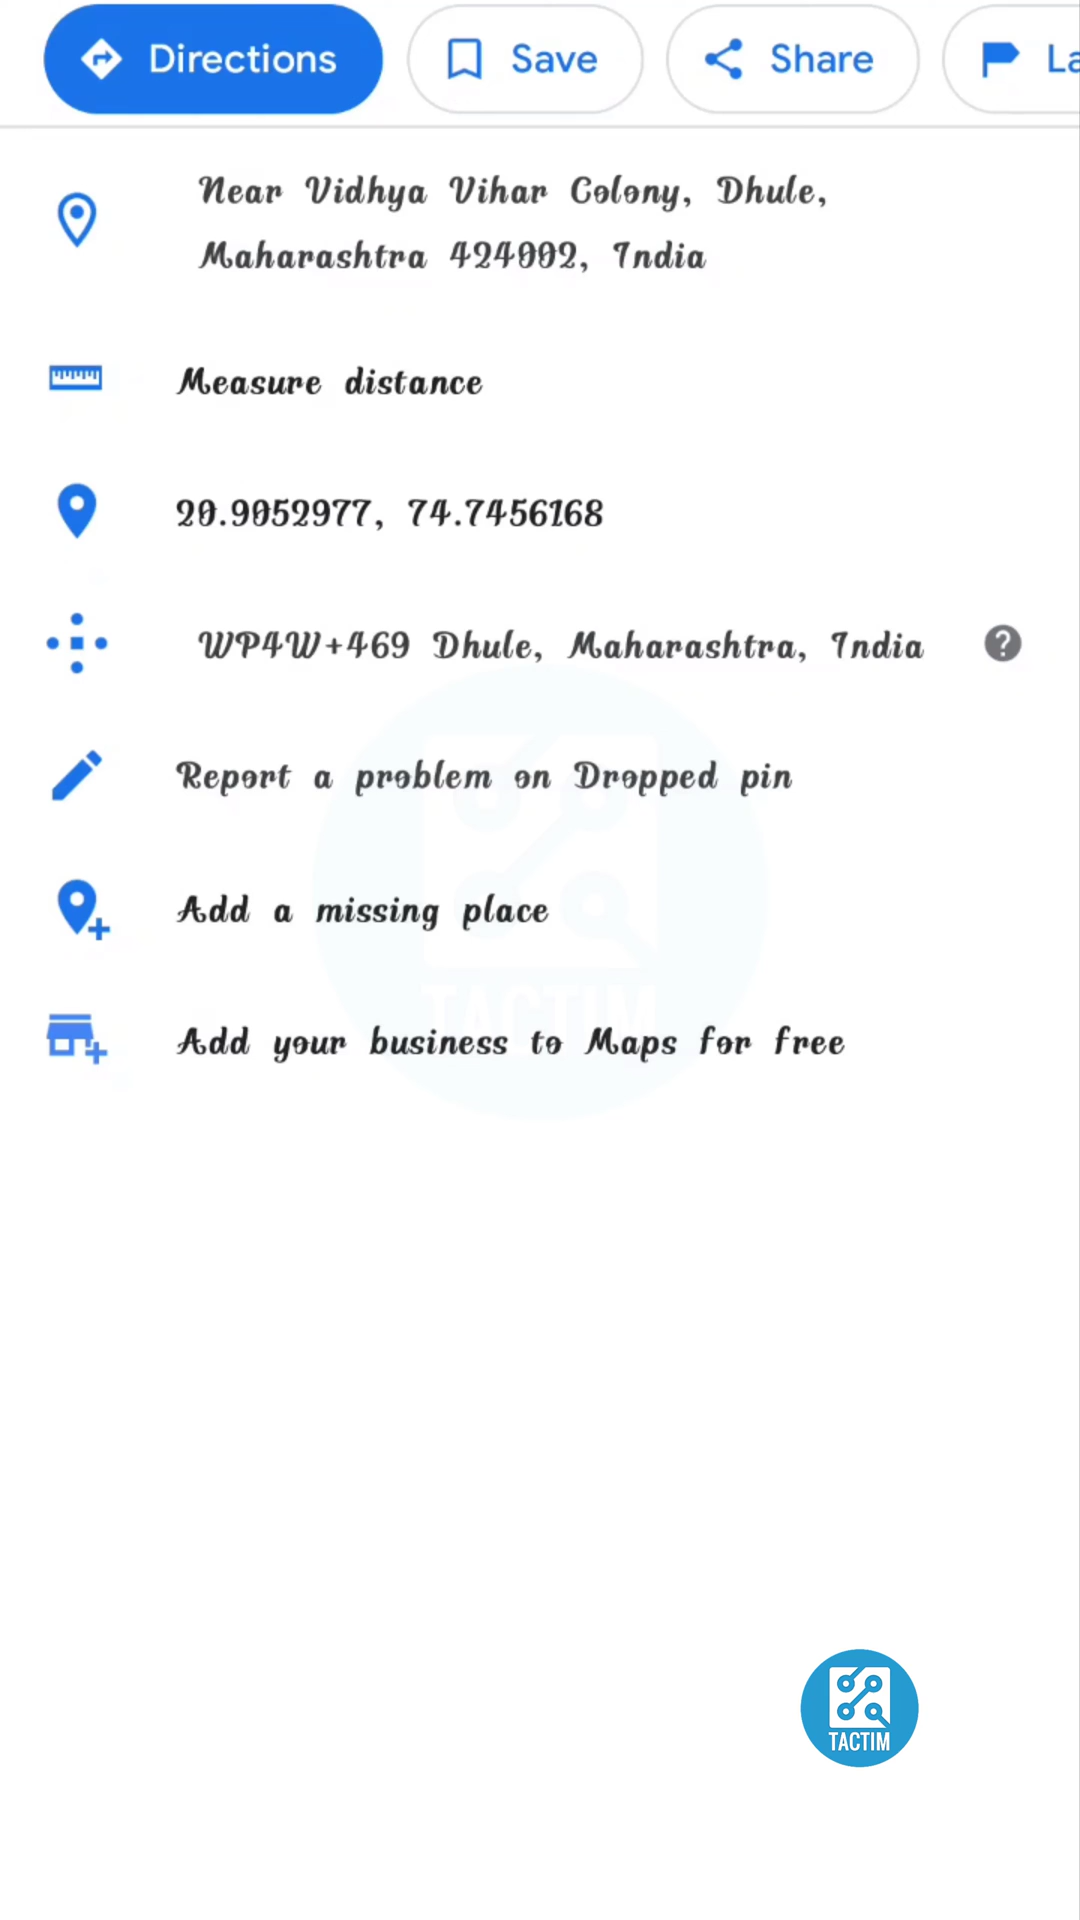 Directions Save Share La
Near Vidhya Vihar Colony, Dhule,
Maharashtra 424002, India
Measure distance
20.9052977, 74.7456168
WP4W+469 Dhule, Maharashtra, India
Report a problem on Dropped pin
Add a missing place
TACTIM
Add your business to Maps for free
TACTIM